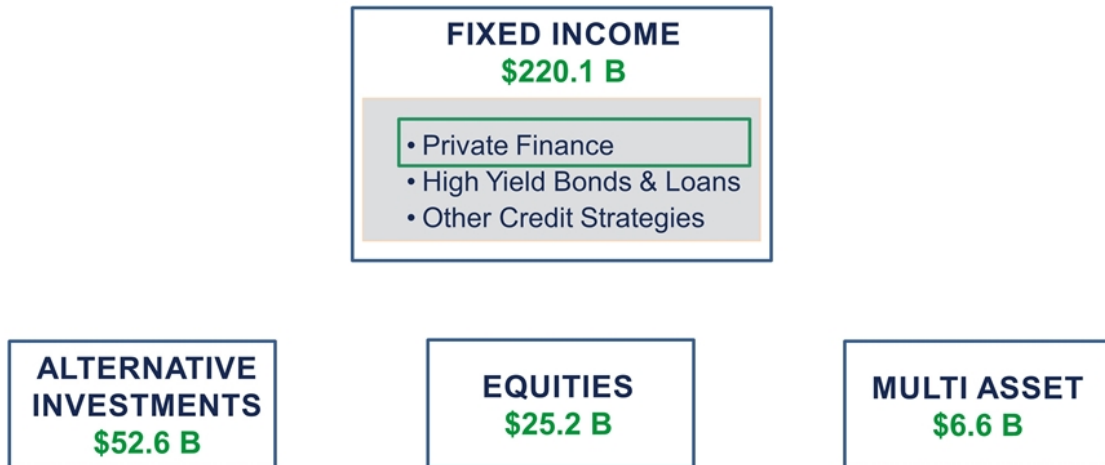 FIXED INCOME
$220.1 B
• Private Finance
• High Yield Bonds & Loans
• Other Credit Strategies
ALTERNATIVE
INVESTMENTS
$52.6 B
EQUITIES
$25.2 B
MULTI ASSET
$6.6 B